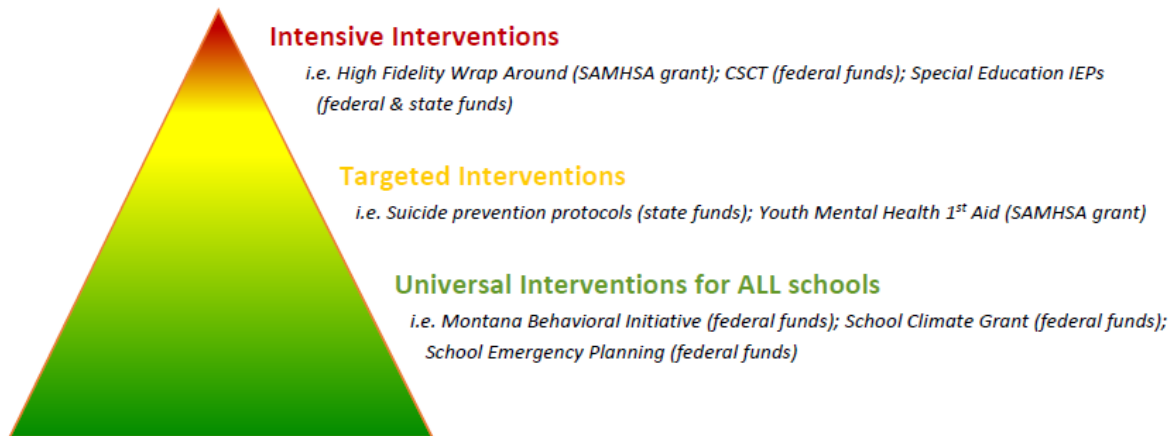 Intensive Interventions
i.e. High Fidelity Wrap Around (SAMHSA grant); CSCT (federal funds); Special Education IEPs
(federal & state funds)
Targeted Interventions
i.e. Suicide prevention protocols (state funds); Youth Mental Health 1st Aid (SAMHSA grant)
Universal Interventions for ALL schools
i.e. Montana Behavioral Initiative (federal funds); School Climate Grant (federal funds);
School Emergency Planning (federal funds)